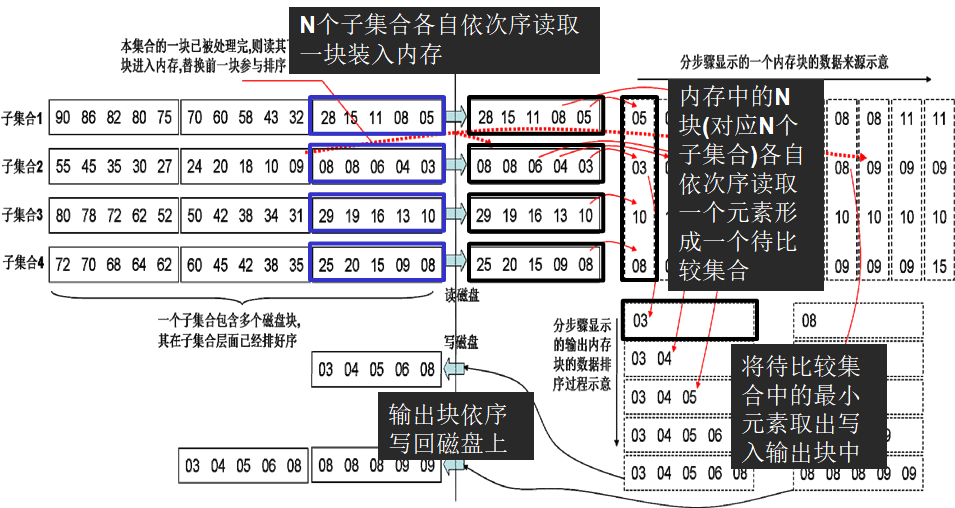 N个子集合各自依次序读取
一块装入内存
本集合的一块已被处理完,则读其
块进入内存,替换前一块参与排序
分步骤显示的一个内存块的数据来源示意
子集合1 90 86 82 80 75 70 60 58 43 32 28 15 11 08 05 28 15 11 08 05 05 08 08 11 11
子集合2 55 45 35 30 27 24 20 18 10 09 08 08 06 04 03 08 08 06 04 03 03 08 09 09 09
子集合3 80 78 72 62 52 50 42 38 34 31 29 19 16 13 10 29 19 16 13 10 10 10 10 10 10
子集合4 72 70 68 64 62 60 45 42 38 35 25 20 15 09 08 25 20 15 09 08 08 09 09 09 15
内存中的N
块(对应N个
子集合)各自
依次序读取
一个元素形
成一个待比
较集合
读磁盘
一个子集合包含多个磁盘块,
其在子集合层面已经排好序
写磁盘
分步骤显示
的输出内存
块的数据排
序过程示意
03 08
03 04
03 04 05
03 04 05 06
03 04 05 06 08 08 08 08 09 09
将待比较集
合中的最小
元素取出写
入输出块中
03 04 05 06 08
输出块依序
写回磁盘上
03 04 05 06 08 08 08 08 09 09